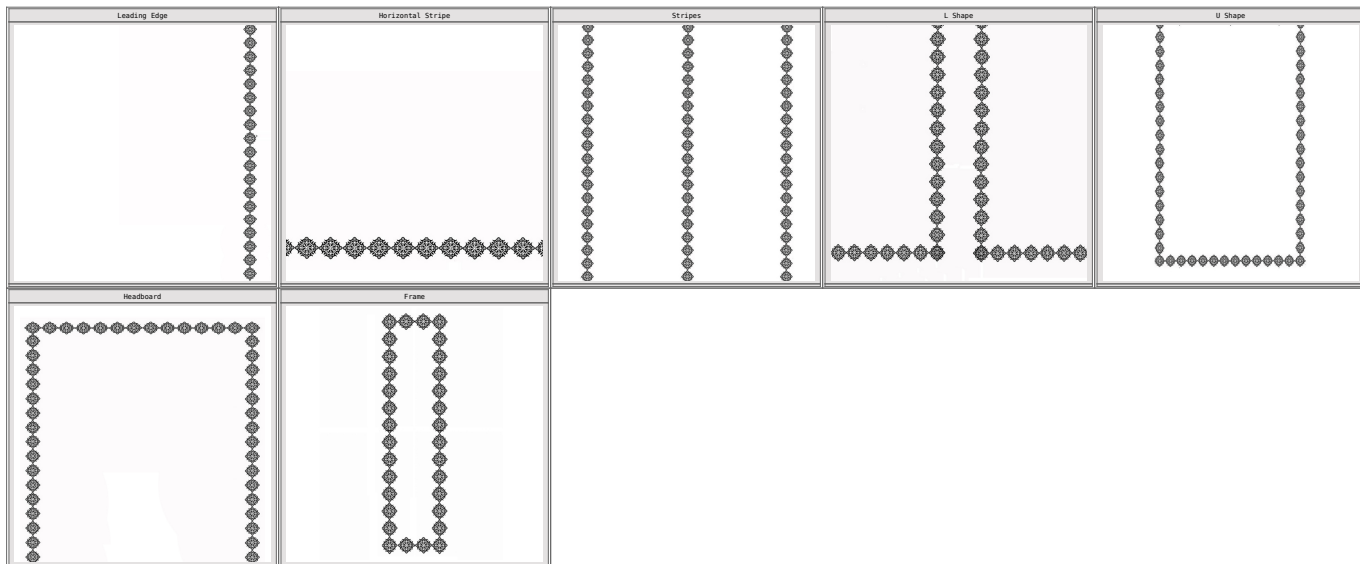 Leading Edge
Horizontal Stripe
Stripes
L Shape
U Shape
Headboard
Frame